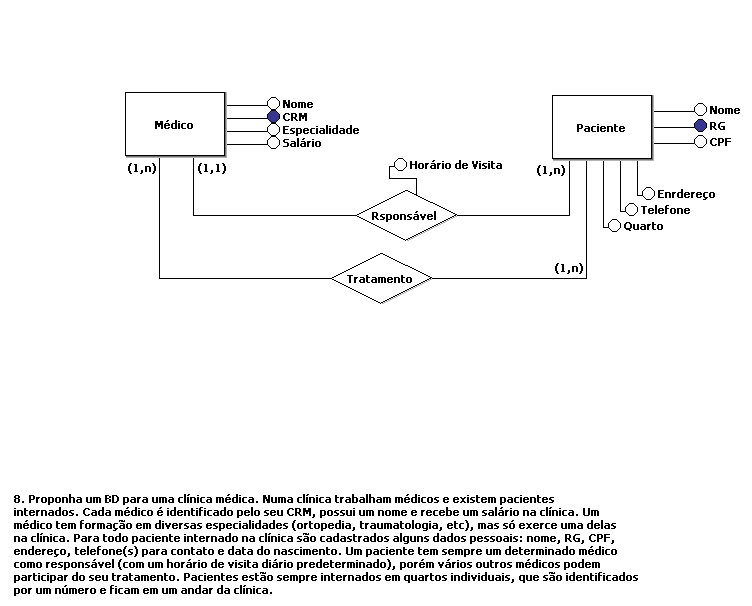 Médico
Nome
CRM
Especialidade
Salário
Paciente
Nome
RG
CPF
(1,n)
(1,1)
Horário de Visita
(1,n)
Enrdereço
Telefone
Quarto
Rsponsável
(1,n)
Tratamento
8. Proponha um BD para uma clínica médica. Numa clínica trabalham médicos e existem pacientes
internados. Cada médico é identificado pelo seu CRM, possui um nome e recebe um salário na clínica. Um
médico tem formação em diversas especialidades (ortopedia, traumatologia, etc), mas só exerce uma delas
na clínica. Para todo paciente internado na clínica são cadastrados alguns dados pessoais: nome, RG, CPF,
endereço, telefone(s) para contato e data do nascimento. Um paciente tem sempre um determinado médico
como responsável (com um horário de visita diário predeterminado), porém vários outros médicos podem
participar do seu tratamento. Pacientes estão sempre internados em quartos individuais, que são identificados
por um número e ficam em um andar da clínica.